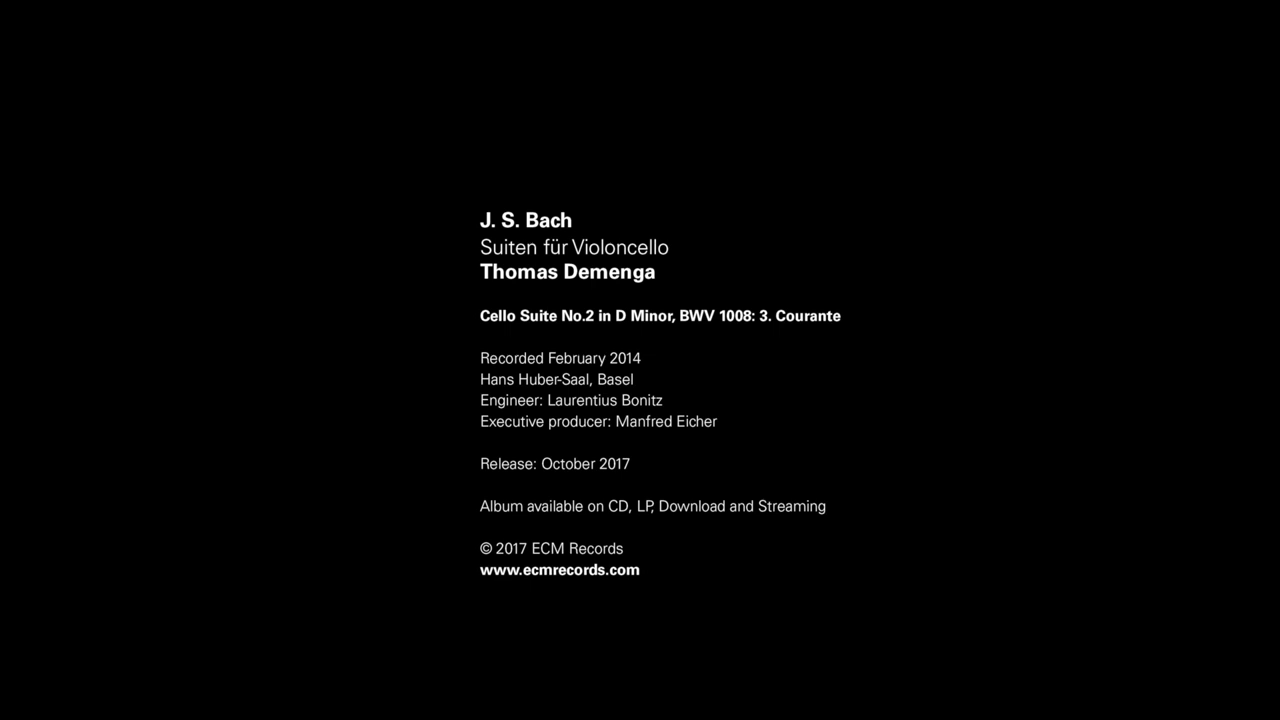 J. S. Bach
Suiten für Violoncello
Thomas Demenga
Cello Suite No.2 in D Minor, BWV 1008: 3. Courante
Recorded February 2014
Hans Huber-Saal, Basel
Engineer: Laurentius Bonitz
Executive producer: Manfred Eicher
Release: October 2017
Album available on CD, LP, Download and Streaming
© 2017 ECM Records
www.ecmrecords.com